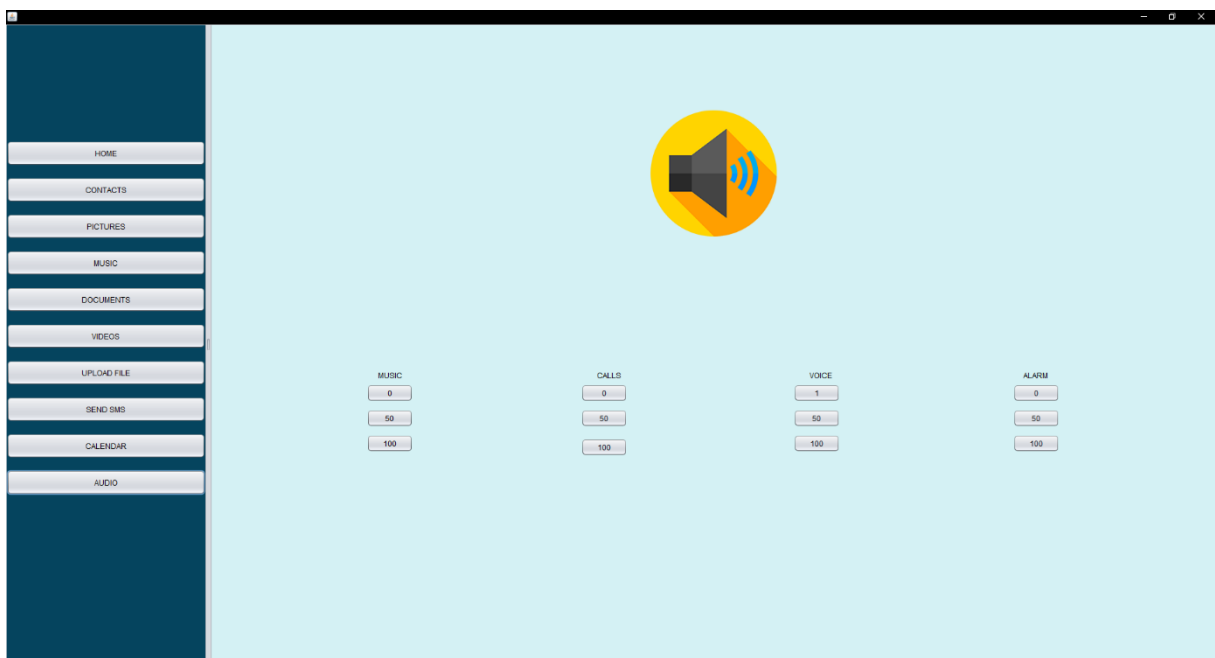 HOME
CONTACTS
PICTURES
MUSIC
DOCUMENTS
VIDEOS
UPLOAD FILE
SEND SMS
CALENDAR
AUDIO
MUSIC CALLS VOICE ALARM
0 0 1 0
50 50 50 50
100 100 100 100